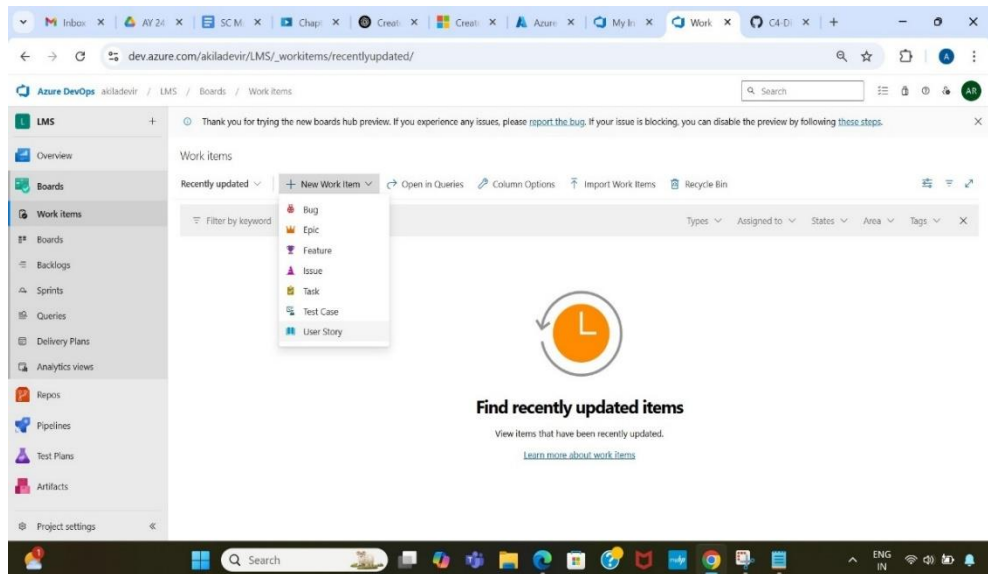 Inbox
AY 24
SC M
Chapt
Creati
Creati
Azure
My In
Work
C4-Di
dev.azure.com/akiladevir/LMS/_workitems/recentlyupdated/
A
Azure DevOps akiladevir / LMS / Boards / Work items
Search
AR
L LMS
Thank you for trying the new boards hub preview. If you experience any issues, please report the bug. If your issue is blocking, you can disable the preview by following these steps.
Overview
Boards
Work items
Boards
Backlogs
Sprints
Queries
Delivery Plans
Analytics views
Repos
Pipelines
Test Plans
Artifacts
Project settings
Work items
Recently updated
New Work Item
Open in Queries
Column Options
Import Work Items
Recycle Bin
Filter by keyword
Types
Assigned to
States
Area
Tags
Bug
Epic
Feature
Issue
Task
Test Case
User Story
Find recently updated items
View items that have been recently updated.
Learn more about work items
Search
ENG
IN